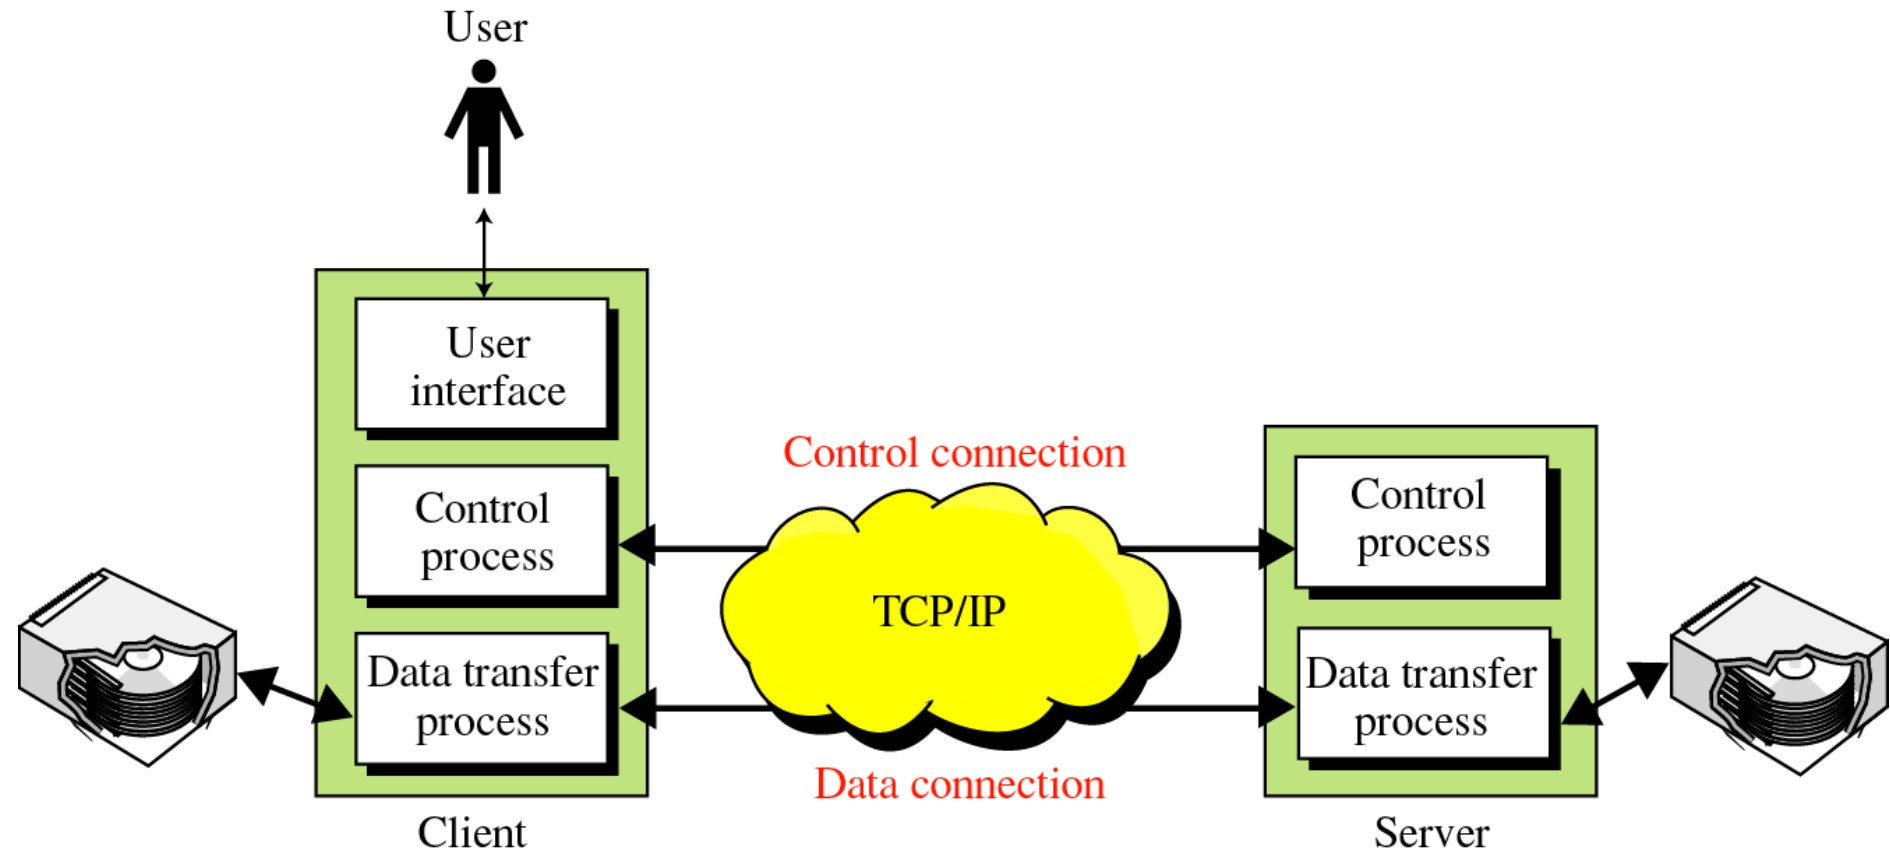 User
User
interface
Control connection
Control
process
Control
process
TCP/IP
Data transfer
process
Data transfer
process
Data connection
Client
Server